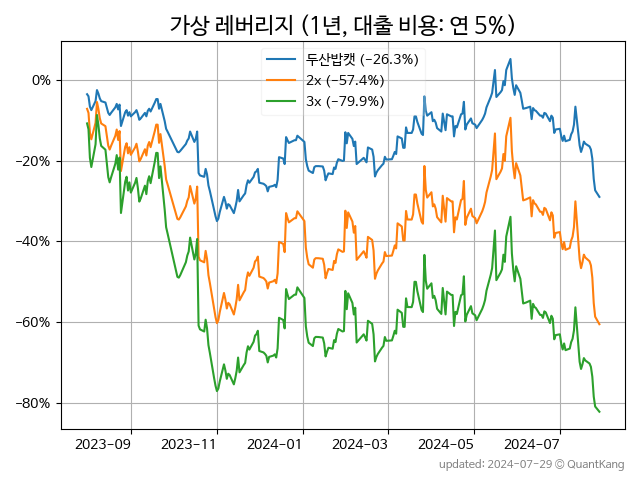 가상 레버리지 (1년, 대출 비용: 연 5%)
두산밥캣 (−26.3%)
2x (−57.4%)
3x (−79.9%)
0%
−20%
−40%
−60%
−80%
2023-09
2023-11
2024-01
2024-03
2024-05
2024-07
updated: 2024-07-29 © QuantKang